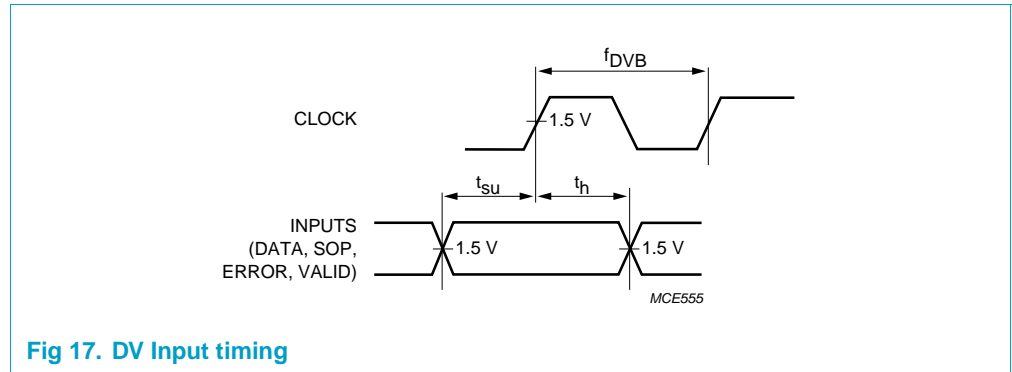 fDVB
CLOCK
1.5 V
tsu
th
INPUTS
(DATA, SOP,
ERROR, VALID)
1.5 V
1.5 V
MCE555
Fig 17. DV Input timing